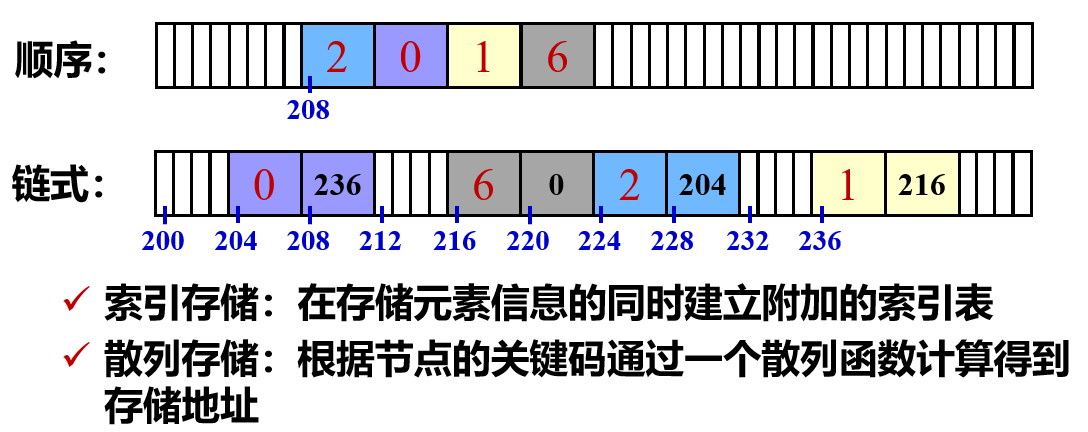 顺序: 2 0 1 6
208
链式: 0 236 6 0 2 204 1 216
200 204 208 212 216 220 224 228 232 236
✓ 索引存储：在存储元素信息的同时建立附加的索引表
✓ 散列存储：根据节点的关键码通过一个散列函数计算得到
存储地址